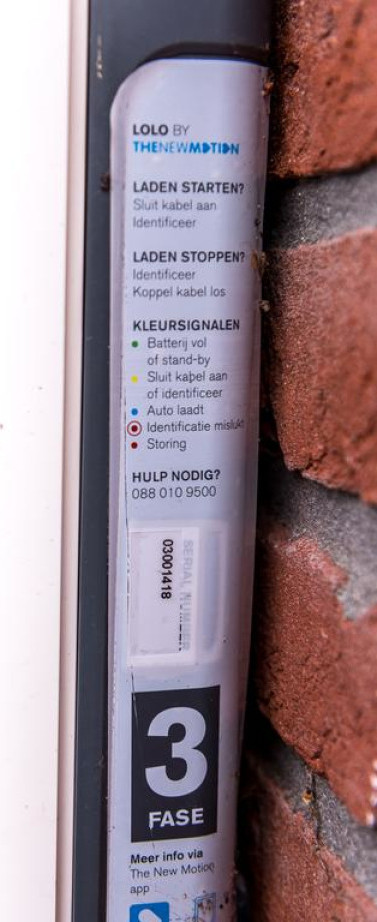 LOLO BY
THENEWMOTION
LADEN STARTEN?
Sluit kabel aan
Identificeer
LADEN STOPPEN?
Identificeer
Koppel kabel los
KLEURSIGNALEN
Batterij vol
of stand-by
Sluit kabel aan
of identificeer
Auto laadt
Identificatie mislukt
Storing
HULP NODIG?
088 010 9500
SERIAL NUMBER
03001418
3
FASE
Meer info via
The New Motion
app